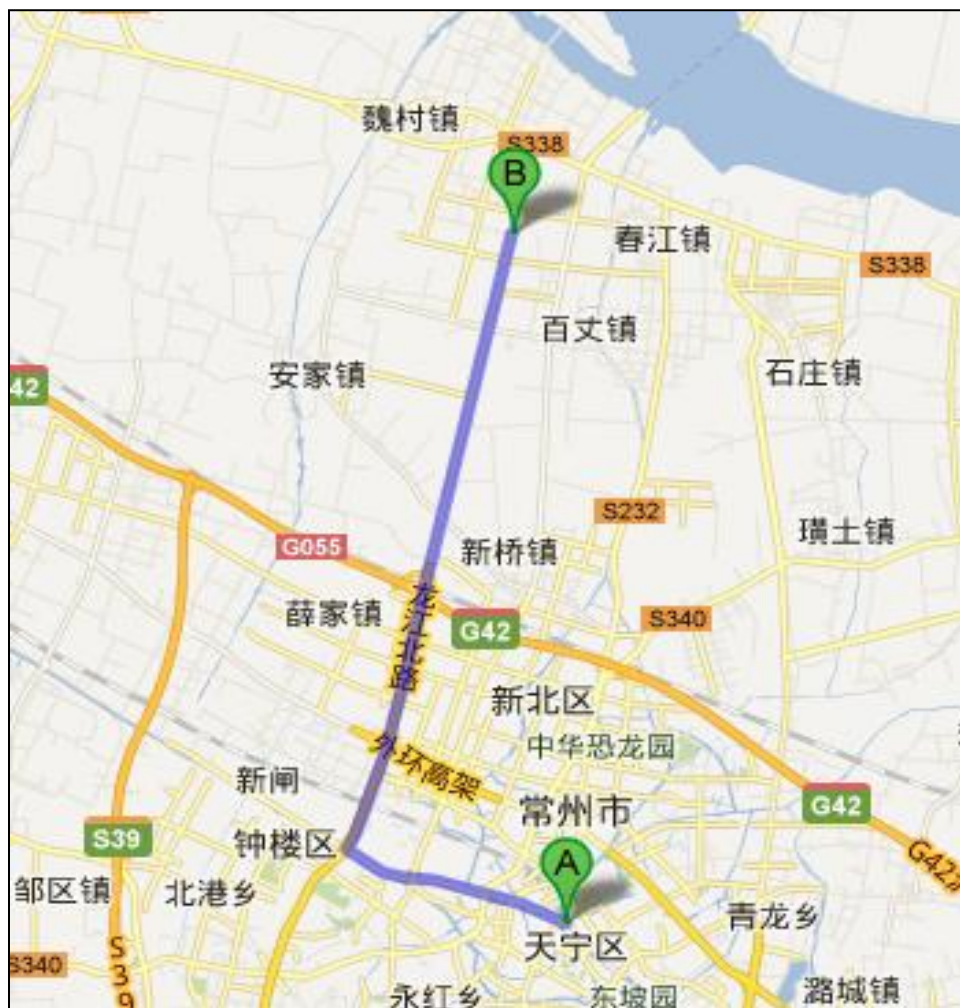 魏村镇
S338
B
春江镇
S338
百丈镇
安家镇
石庄镇
42
S232
璜土镇
新桥镇
G055
龙江北路
薛家镇
S340
G42
新北区
中华恐龙园
外环高架
新闸
常州市
G42
S39
钟楼区
A
G42
邹区镇
北港乡
青龙乡
天宁区
S340
S39
永红乡
东坡园
潞城镇